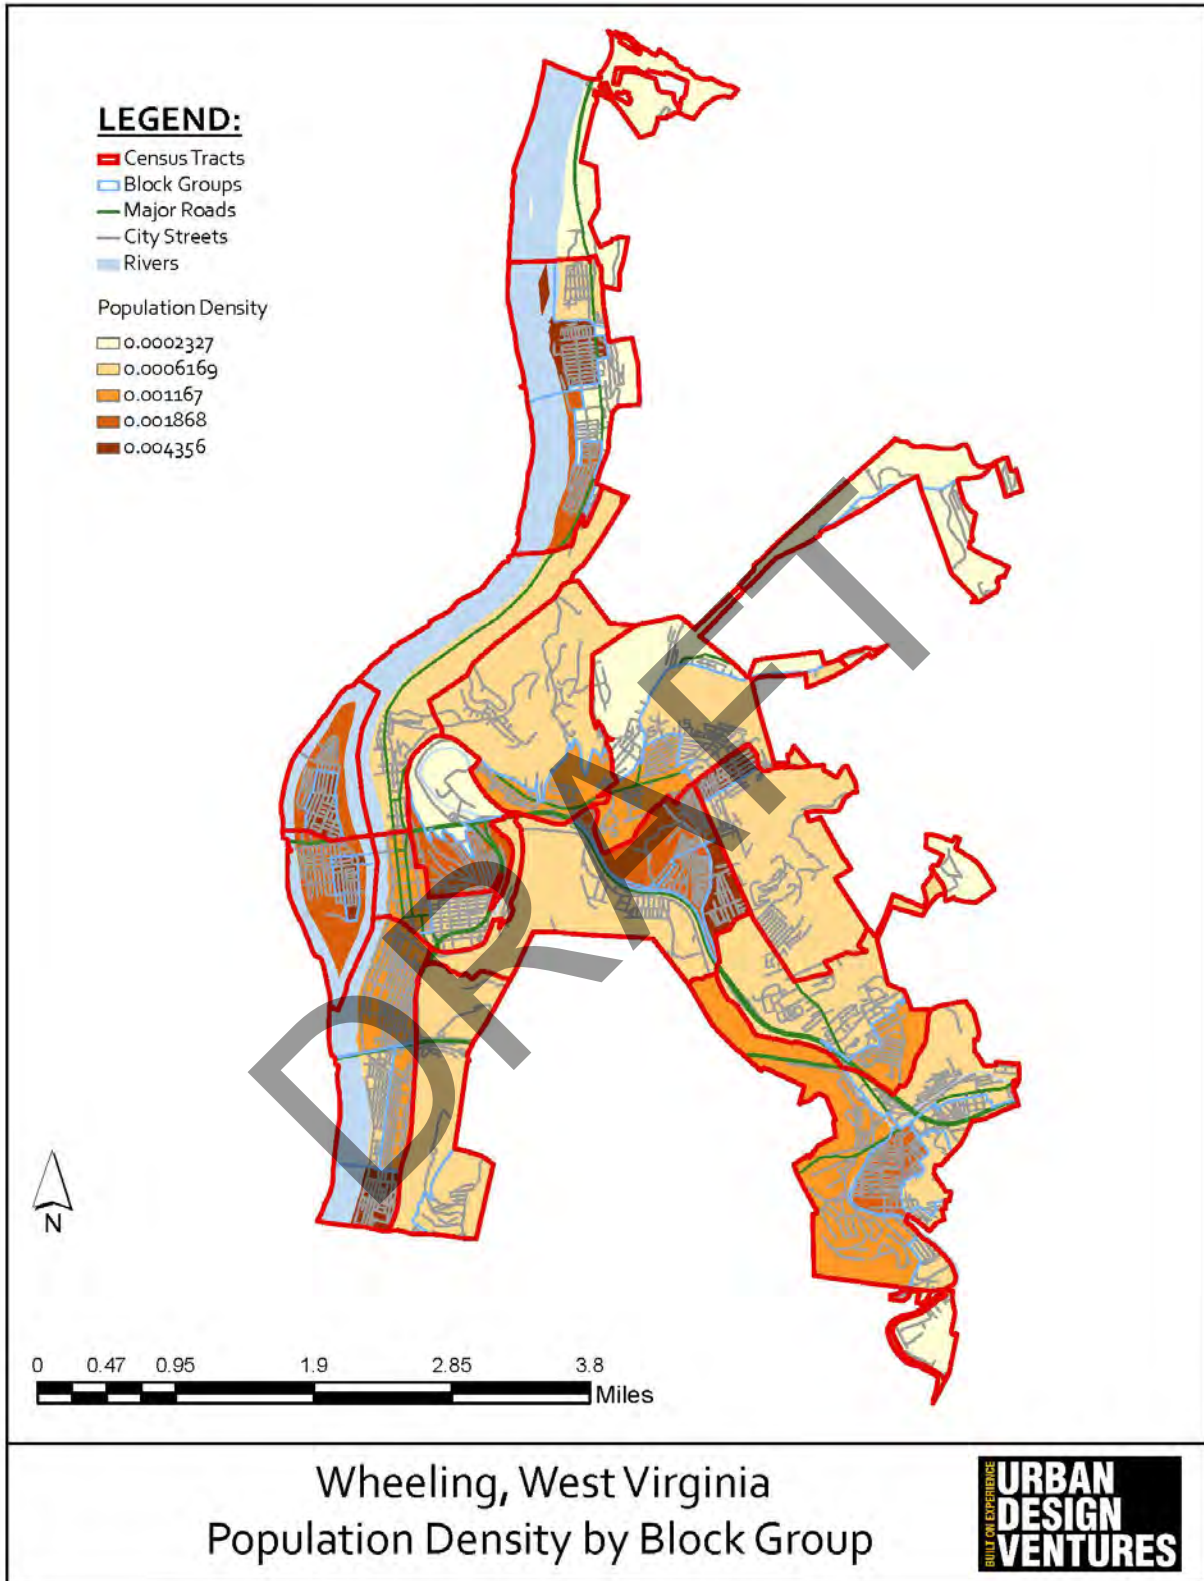 LEGEND:
Census Tracts
Block Groups
Major Roads
City Streets
Rivers
Population Density
0.0002327
0.0006169
0.001167
0.001868
0.004356
DRAFT
N
0 0.47 0.95 1.9 2.85 3.8
Miles
Wheeling, West Virginia
Population Density by Block Group
BUILT ON EXPERIENCE
URBAN
DESIGN
VENTURES